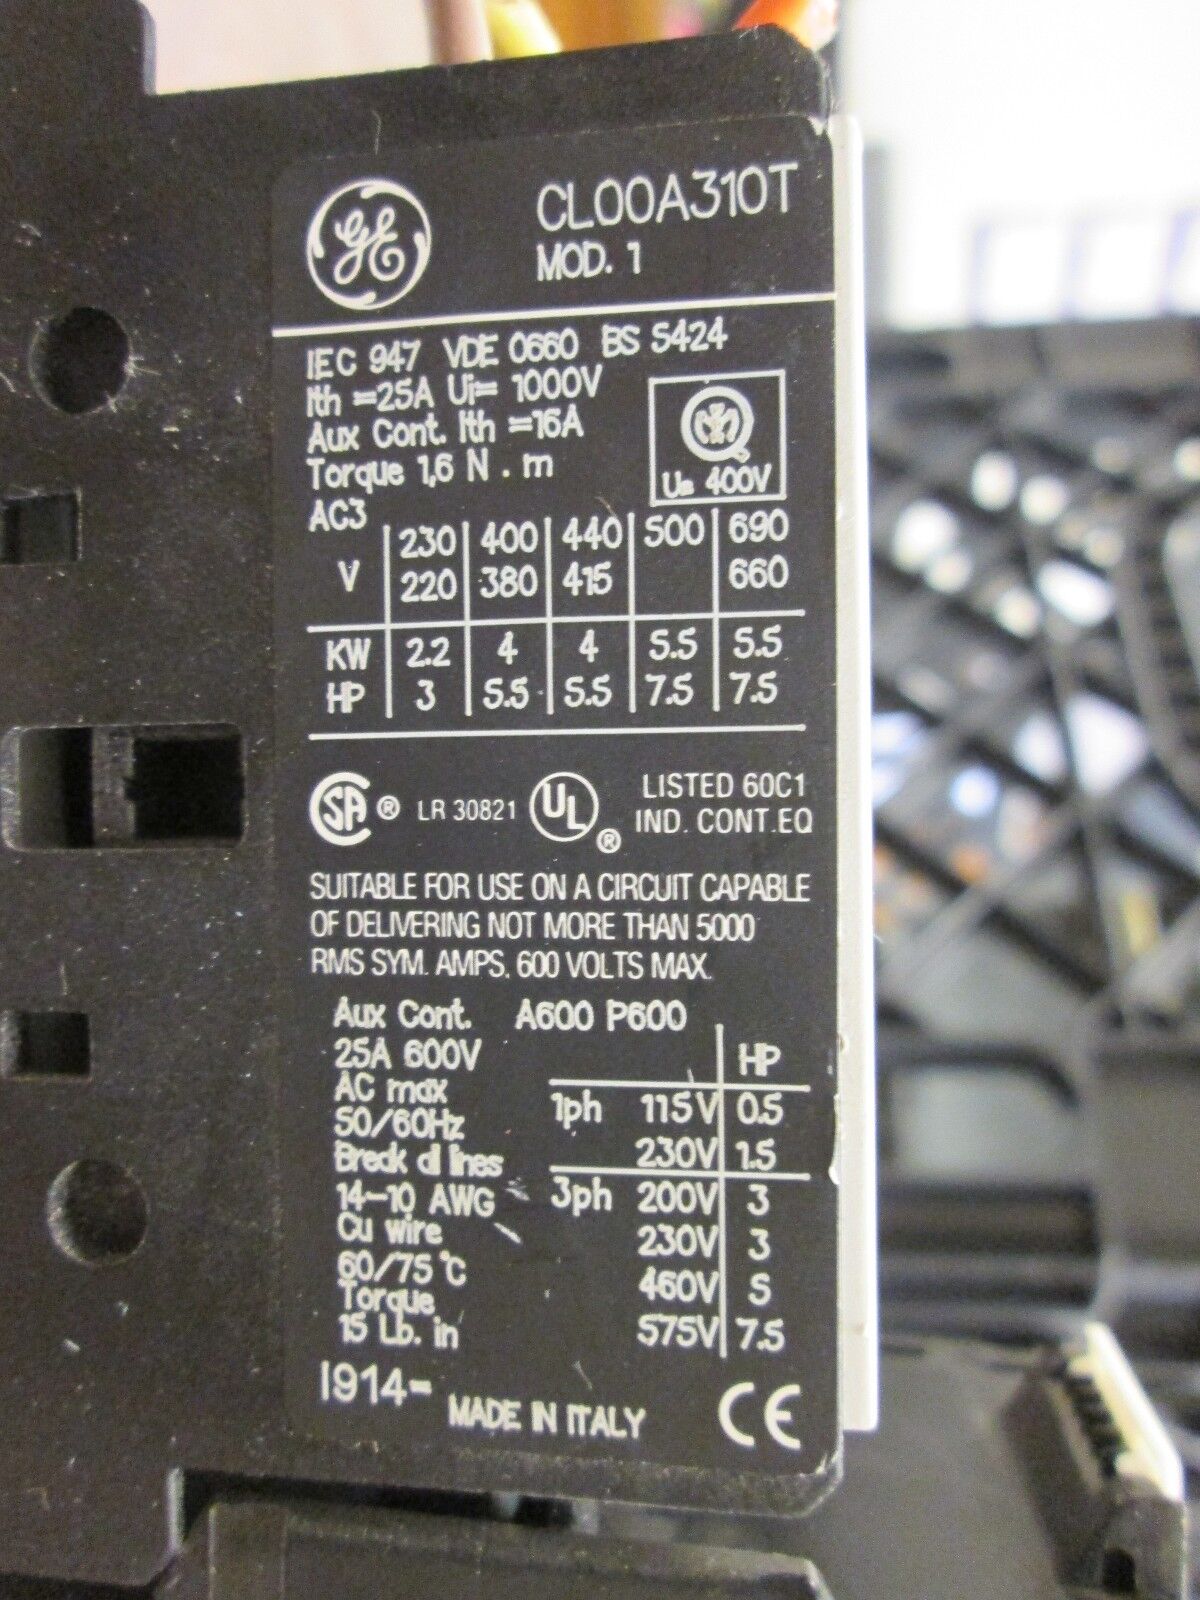 GE
CL00A310T
MOD. 1
IEC 947 VDE 0660 BS 5424
Ith =25A Ui= 1000V
Aux Cont. Ith =16A
Torque 1,6 N . m
Ue 400V
AC3
V 230 400 440 500 690
220 380 415 660
KW 2.2 4 4 5.5 5.5
HP 3 5.5 5.5 7.5 7.5
SA ® LR 30821 UL ® LISTED 60C1
IND. CONT.EQ
SUITABLE FOR USE ON A CIRCUIT CAPABLE
OF DELIVERING NOT MORE THAN 5000
RMS SYM. AMPS. 600 VOLTS MAX.
Aux Cont. A600 P600
25A 600V
AC max
50/60Hz
Break all lines
14-10 AWG
Cu wire
60/75°C
Torque
15 Lb. in
HP
1ph 115V 0.5
230V 1.5
3ph 200V 3
230V 3
460V 5
575V 7.5
1914-
MADE IN ITALY
CE